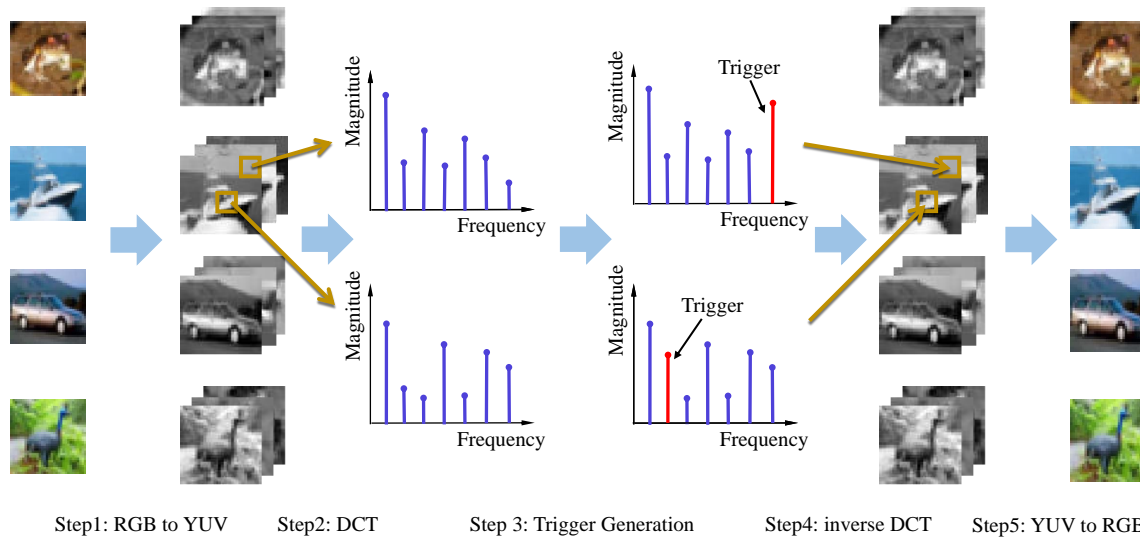 Magnitude
Frequency
Trigger
Magnitude
Frequency
Magnitude
Frequency
Trigger
Magnitude
Frequency
Step1: RGB to YUV
Step2: DCT
Step 3: Trigger Generation
Step4: inverse DCT
Step5: YUV to RGB